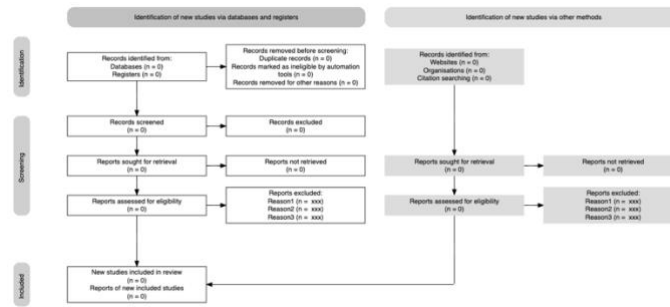 Identification of new studies via databases and registers
Identification of new studies via other methods
Identification
Records identified from:
Databases (n = 0)
Registers (n = 0)
Records removed before screening:
Duplicate records (n = 0)
Records marked as ineligible by automation
tools (n = 0)
Records removed for other reasons (n = 0)
Records identified from:
Websites (n = 0)
Organisations (n = 0)
Citation searching (n = 0)
Screening
Records screened
(n = 0)
Records excluded
(n = 0)
Reports sought for retrieval
(n = 0)
Reports not retrieved
(n = 0)
Reports sought for retrieval
(n = 0)
Reports not retrieved
(n = 0)
Reports assessed for eligibility
(n = 0)
Reports excluded:
Reason1 (n = xxx)
Reason2 (n = xxx)
Reason3 (n = xxx)
Reports assessed for eligibility
(n = 0)
Reports excluded:
Reason1 (n = xxx)
Reason2 (n = xxx)
Reason3 (n = xxx)
Included
New studies included in review
(n = 0)
Reports of new included studies
(n = 0)